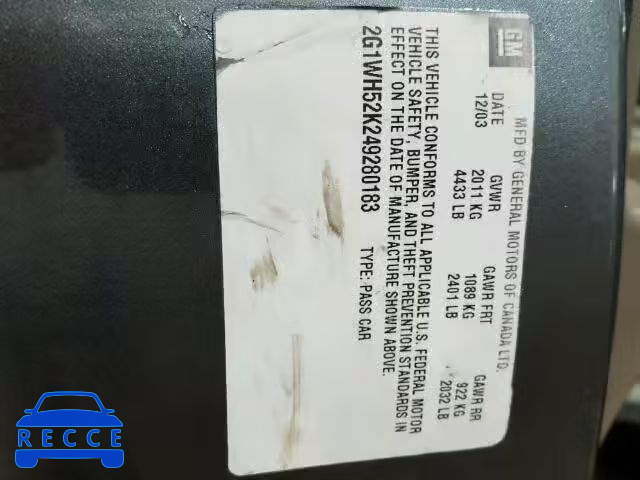 GM
MFD BY GENERAL MOTORS OF CANADA LTD.
DATE GVWR GAWR FRT GAWR RR
12/03 2011 KG 1089 KG 922 KG
4433 LB 2401 LB 2032 LB
THIS VEHICLE CONFORMS TO ALL APPLICABLE U.S. FEDERAL MOTOR
VEHICLE SAFETY, BUMPER, AND THEFT PREVENTION STANDARDS IN
EFFECT ON THE DATE OF MANUFACTURE SHOWN ABOVE.
2G1WH52K249280183 TYPE: PASS CAR
RECCE